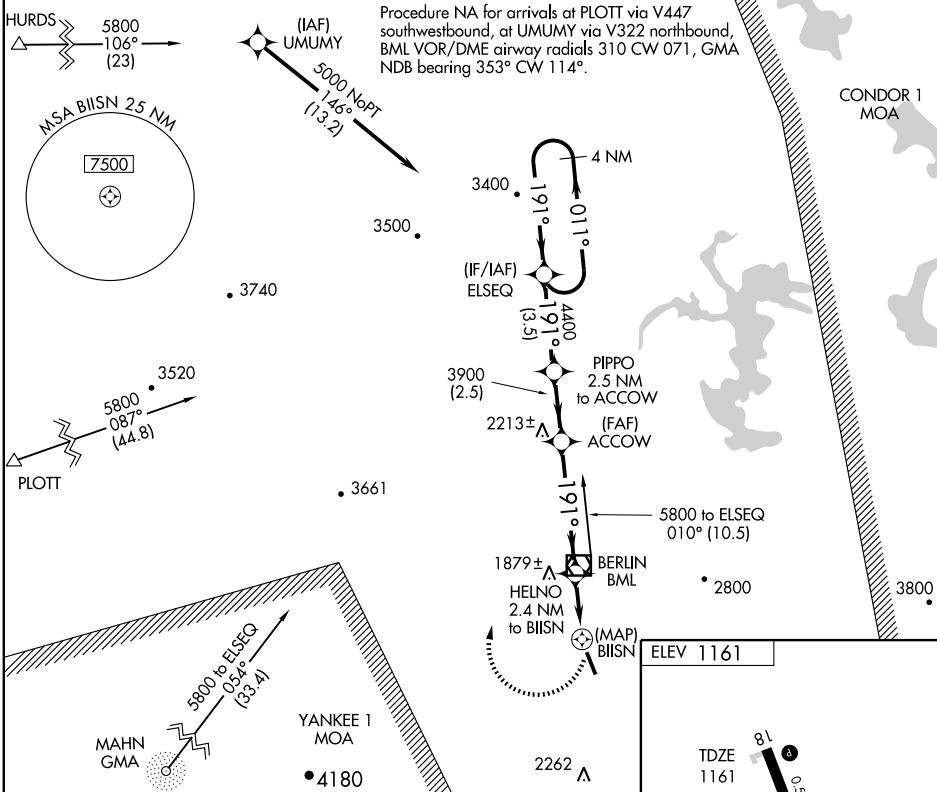 HURDS
5800
106°
(23)
(IAF)
UMUMY
5000 NoPT
146°
(13.2)
Procedure NA for arrivals at PLOTT via V447
southwestbound, at UMUMY via V322 northbound,
BML VOR/DME airway radials 310 CW 071, GMA
NDB bearing 353° CW 114°.
CONDOR 1
MOA
MSA BIISN 25 NM
7500
4 NM
3400
191°
011°
3500
(IF/IAF)
ELSEQ
3740
4400
191°
(3.5)
PIPPO
2.5 NM
to ACCOW
3900
(2.5)
3520
5800
087°
(44.8)
PLOTT
2213±
(FAF)
ACCOW
3661
191°
5800 to ELSEQ
010° (10.5)
1879±
BERLIN
BML
HELNO
2.4 NM
to BIISN
2800
3800
(MAP)
BIISN
5800 to ELSEQ
054°
(33.4)
MAHN
GMA
YANKEE 1
MOA
4180
2262
ELEV 1161
TDZE
1161
18
P